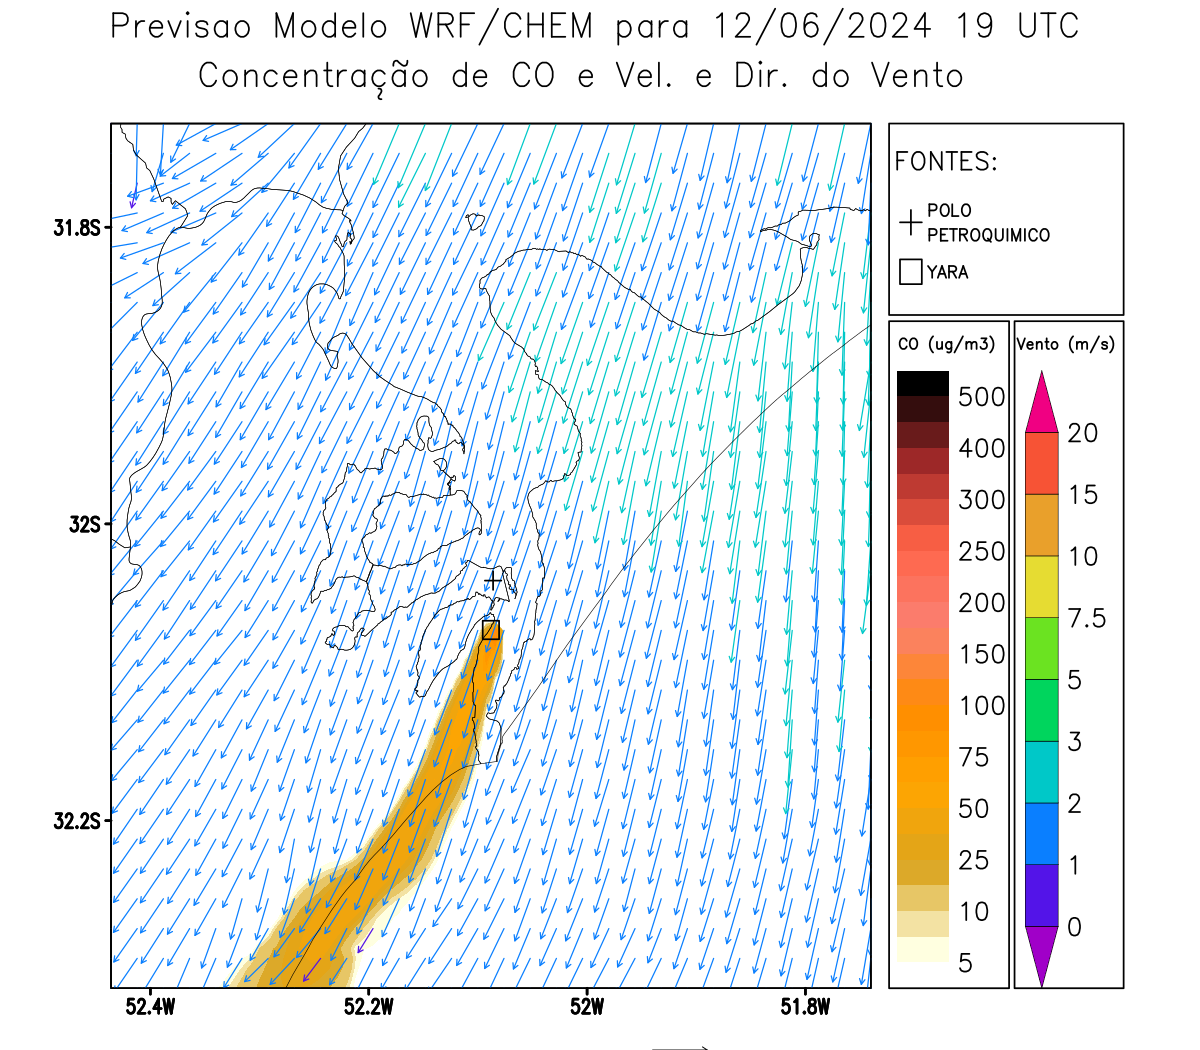 Previsao Modelo WRF/CHEM para 12/06/2024 19 UTC
Concentração de CO e Vel. e Dir. do Vento
FONTES:
POLO
PETROQUIMICO
YARA
CO (ug/m3)
500
400
300
250
200
150
100
75
50
25
10
5
Vento (m/s)
20
15
10
7.5
5
3
2
1
0
31.8S
32S
32.2S
52.4W
52.2W
52W
51.8W